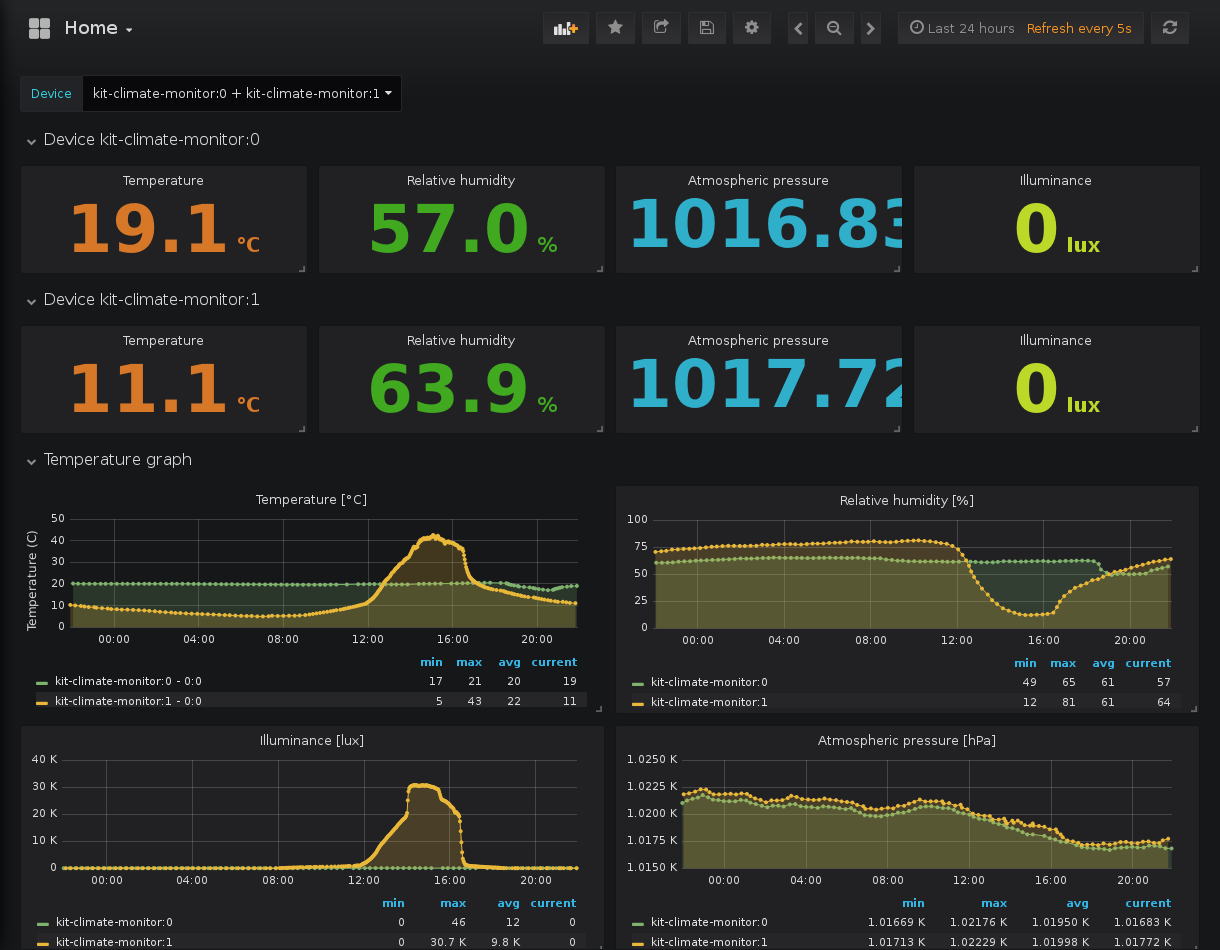 Home
Last 24 hours Refresh every 5s
Device kit-climate-monitor:0 + kit-climate-monitor:1
Device kit-climate-monitor:0
Temperature Relative humidity Atmospheric pressure Illuminance
19.1 °C 57.0 % 1016.83 0 lux
Device kit-climate-monitor:1
Temperature Relative humidity Atmospheric pressure Illuminance
11.1 °C 63.9 % 1017.72 0 lux
Temperature graph
Temperature [°C]
Temperature (C)
50
40
30
20
10
0
00:00 04:00 08:00 12:00 16:00 20:00
min max avg current
kit-climate-monitor:0 - 0:0 17 21 20 19
kit-climate-monitor:1 - 0:0 5 43 22 11
Relative humidity [%]
100
75
50
25
0
00:00 04:00 08:00 12:00 16:00 20:00
min max avg current
kit-climate-monitor:0 49 65 61 57
kit-climate-monitor:1 12 81 61 64
Illuminance [lux]
40 K
30 K
20 K
10 K
0
00:00 04:00 08:00 12:00 16:00 20:00
min max avg current
kit-climate-monitor:0 0 46 12 0
kit-climate-monitor:1 0 30.7 K 9.8 K 0
Atmospheric pressure [hPa]
1.0250 K
1.0225 K
1.0200 K
1.0175 K
1.0150 K
00:00 04:00 08:00 12:00 16:00 20:00
min max avg current
kit-climate-monitor:0 1.01669 K 1.02176 K 1.01950 K 1.01683 K
kit-climate-monitor:1 1.01713 K 1.02229 K 1.01998 K 1.01772 K